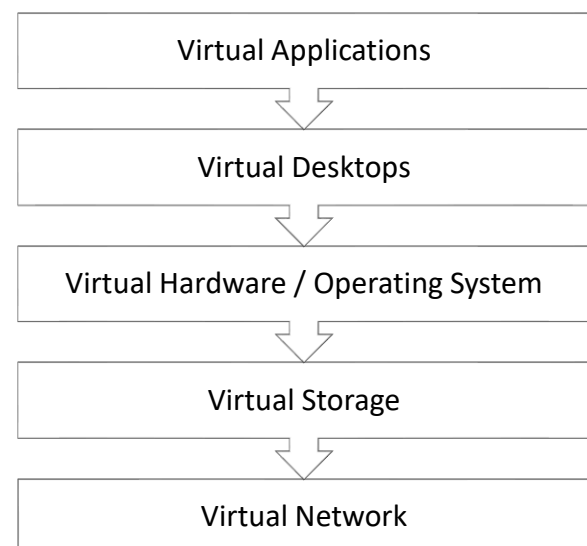 Virtual Applications
Virtual Desktops
Virtual Hardware / Operating System
Virtual Storage
Virtual Network